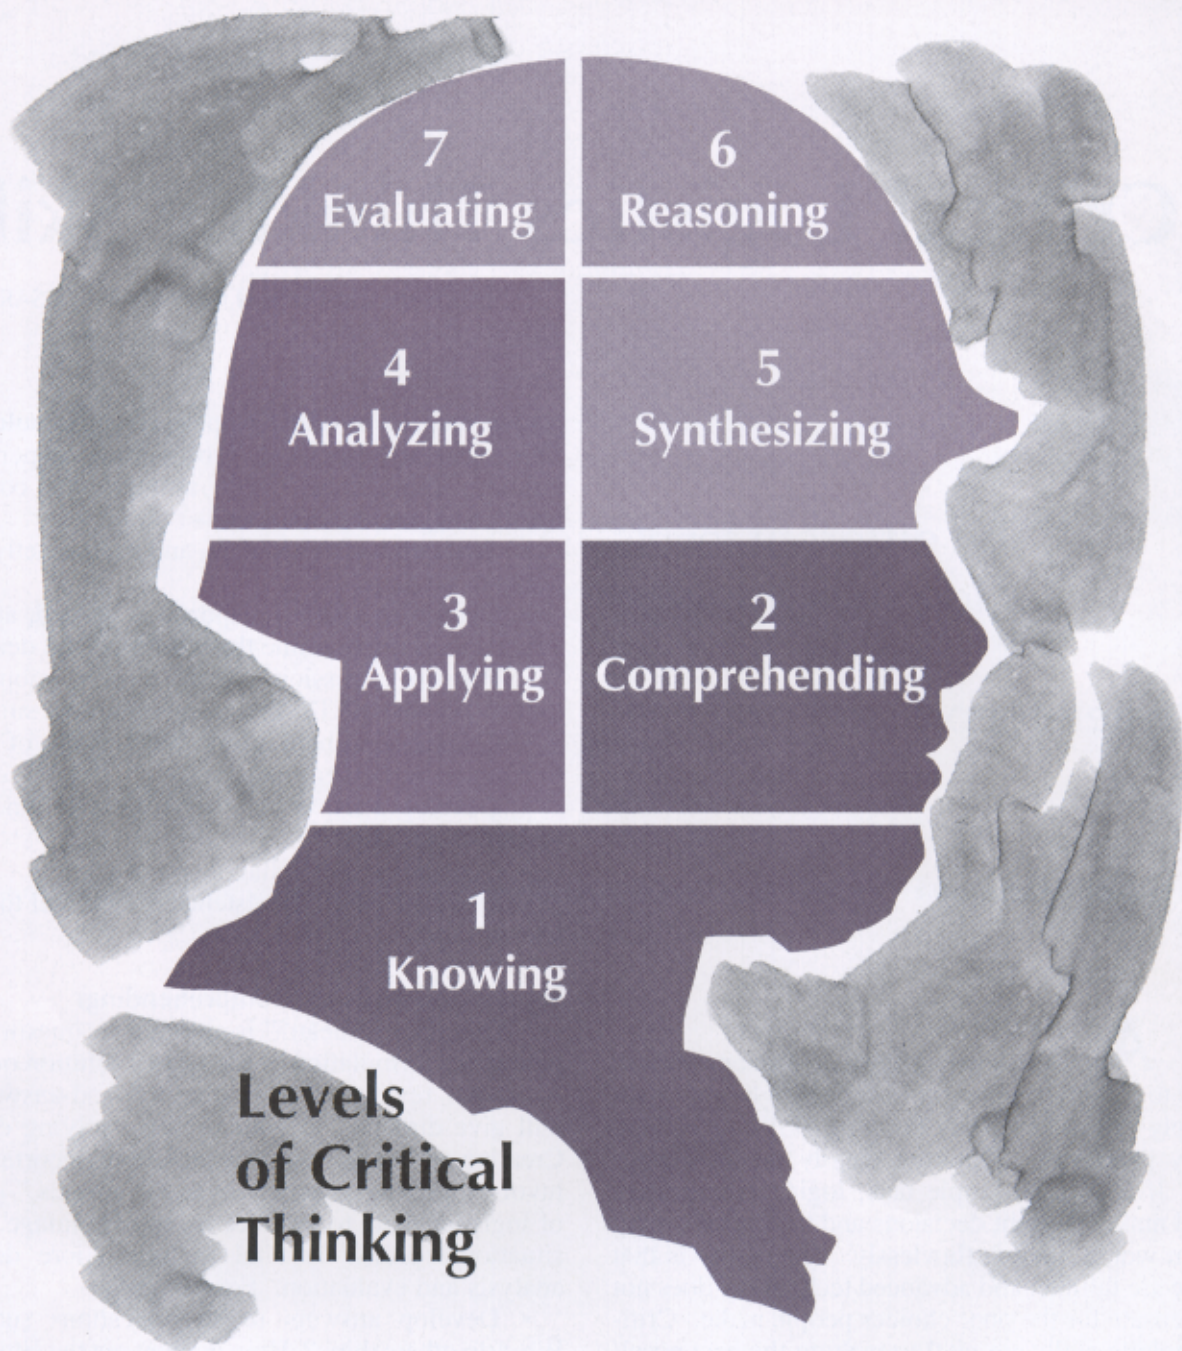 7
Evaluating
6
Reasoning
4
Analyzing
5
Synthesizing
3
Applying
2
Comprehending
1
Knowing
Levels
of Critical
Thinking